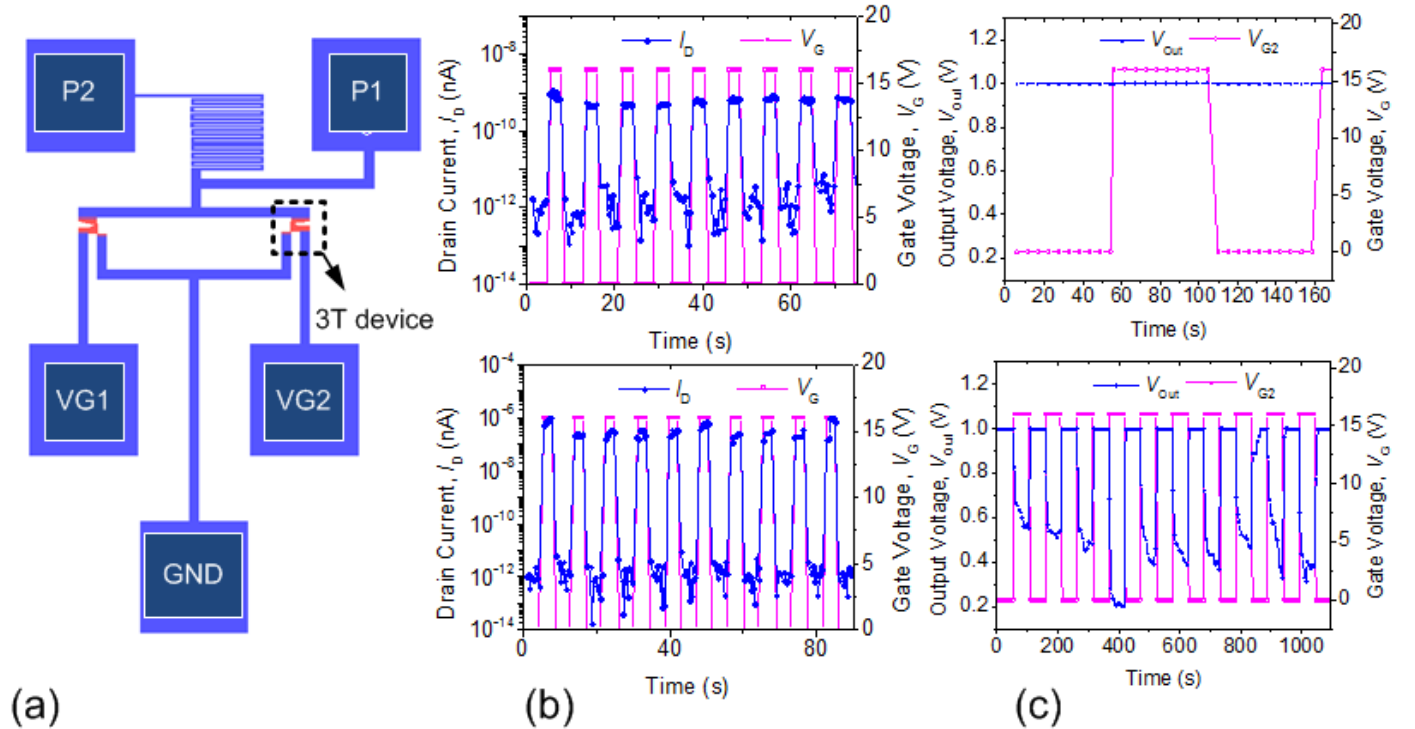 P2
P1
3T device
VG1
VG2
GND
(a)
I_D
V_G
20
15
10
5
0
10⁻⁸
10⁻¹⁰
10⁻¹²
10⁻¹⁴
Drain Current, I_D (nA)
Gate Voltage, V_G (V)
0 20 40 60
Time (s)
I_D
V_G
10⁻⁴
10⁻⁶
10⁻⁸
10⁻¹⁰
10⁻¹²
10⁻¹⁴
Drain Current, I_D (nA)
20
15
10
5
0
Gate Voltage, V_G (V)
0 40 80
Time (s)
(b)
V_Out
V_G2
1.2
1.0
0.8
0.6
0.4
0.2
Output Voltage, V_out (V)
20
15
10
5
0
Gate Voltage, V_G (V)
0 20 40 60 80 100 120 140 160
Time (s)
V_Out
V_G2
1.2
1.0
0.8
0.6
0.4
0.2
Output Voltage, V_out (V)
20
15
10
5
0
Gate Voltage, V_G (V)
0 200 400 600 800 1000
Time (s)
(c)